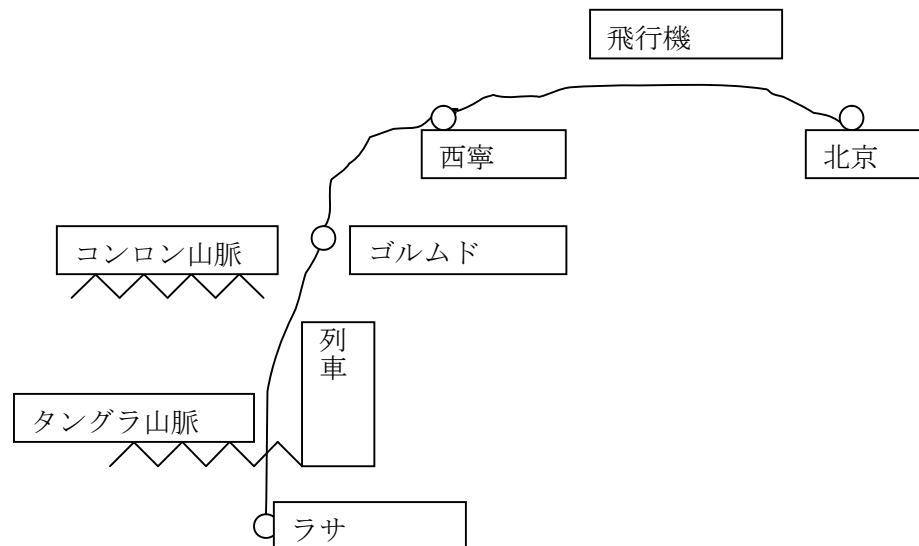 飛行機
西寧
北京
コンロン山脈
ゴルムド
列車
タングラ山脈
ラサ